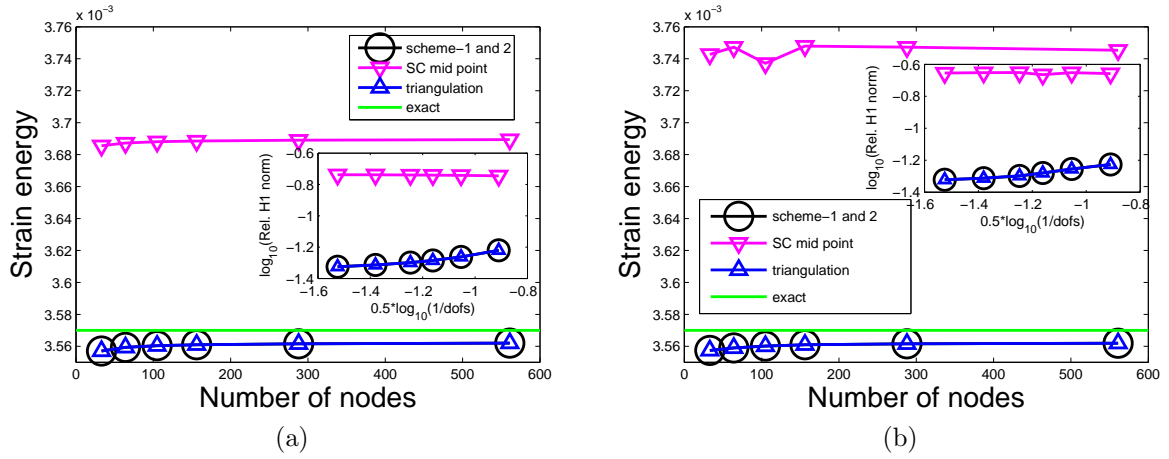 x 10⁻³
3.76
3.74
3.72
3.7
3.68
3.66
3.64
3.62
3.6
3.58
3.56
Strain energy
0
100
200
300
400
500
600
Number of nodes
scheme−1 and 2
SC mid point
triangulation
exact
log₁₀(Rel. H1 norm)
−0.6
−0.8
−1
−1.2
−1.4
−1.6
−1.4
−1.2
−1
−0.8
0.5*log₁₀(1/dofs)
(a)
x 10⁻³
3.76
3.74
3.72
3.7
3.68
3.66
3.64
3.62
3.6
3.58
3.56
Strain energy
0
100
200
300
400
500
600
Number of nodes
log₁₀(Rel. H1 norm)
−0.6
−0.8
−1
−1.2
−1.4
−1.6
−1.4
−1.2
−1
−0.8
0.5*log₁₀(1/dofs)
scheme−1 and 2
SC mid point
triangulation
exact
(b)